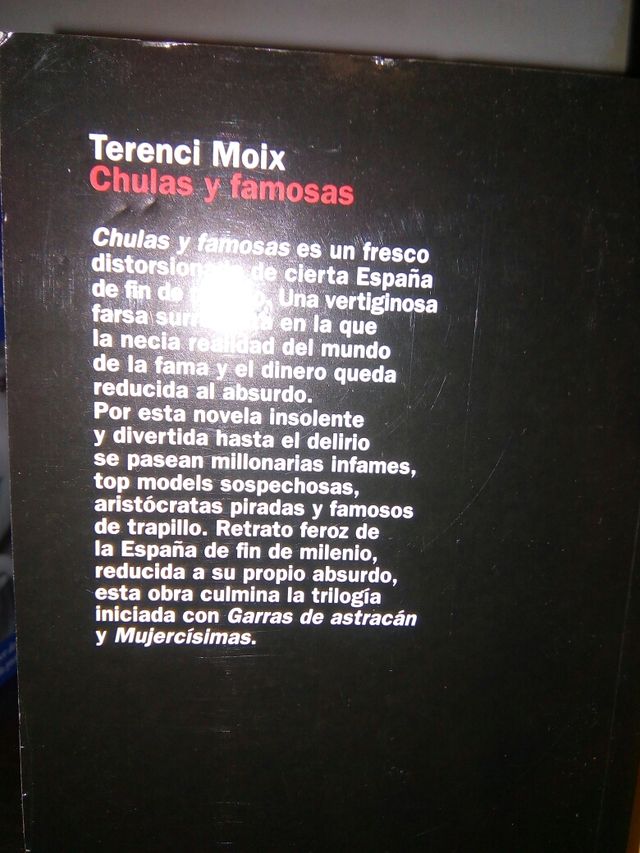 Terenci Moix
Chulas y famosas
Chulas y famosas es un fresco
de cierta España
de fin de Una vertiginosa
farsa en la que
la necia realidad del mundo
de la fama y el dinero queda
reducida al absurdo.
Por esta novela insolente
y divertida hasta el delirio
se pasean millonarias infames,
top models sospechosas,
aristócratas piradas y famosos
de trapillo. Retrato feroz de
la España de fin de milenio,
reducida a su propio absurdo,
esta obra culmina la trilogía
iniciada con Garras de astracán
y Mujercísimas.